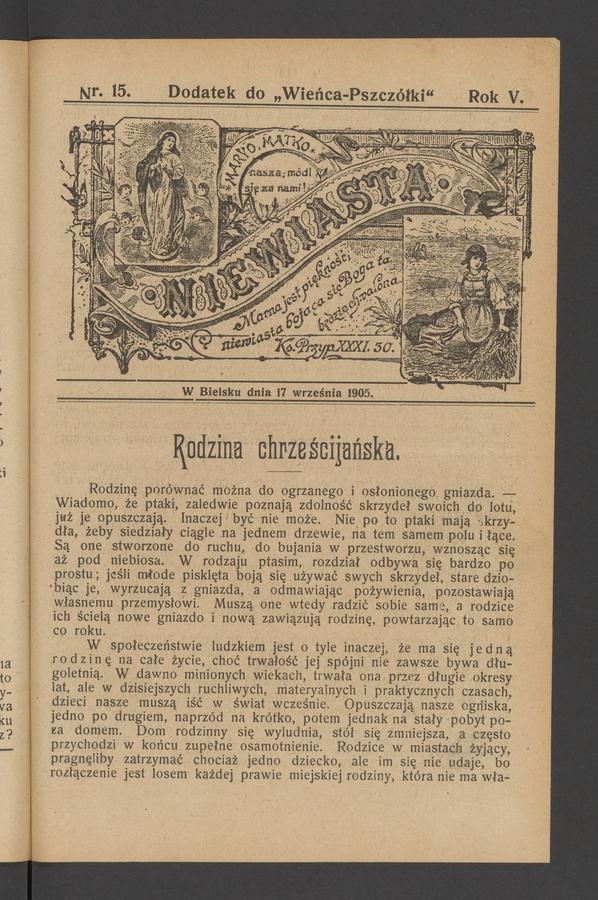 Nr. 15. Dodatek do „Wieńca-Pszczółki“ Rok V.
MARYO, MATKO
nasza, módl
się za nami!
NIEWIASTA
Marna jest piękność;
niewiasta bojąca się Boga ta
będzie chwalona.
Ks. Przyp. XXXI. 30.
W Bielsku dnia 17 września 1905.
Rodzina chrześcijańska.
Rodzinę porównać można do ogrzanego i osłonionego gniazda. —
Wiadomo, że ptaki, zaledwie poznają zdolność skrzydeł swoich do lotu,
już je opuszczają. Inaczej być nie może. Nie po to ptaki mają skrzy-
dła, żeby siedziały ciągle na jednem drzewie, na tem samem polu i łące.
Są one stworzone do ruchu, do bujania w przestworzu, wznosząc się
aż pod niebiosa. W rodzaju ptasim, rozdział odbywa się bardzo po
prostu; jeśli młode pisklęta boją się używać swych skrzydeł, stare dzio-
biąc je, wyrzucają z gniazda, a odmawiając pożywienia, pozostawiają
własnemu przemysłowi. Muszą one wtedy radzić sobie same, a rodzice
ich ścielą nowe gniazdo i nową zawiązują rodzinę, powtarzając to samo
co roku.
W społeczeństwie ludzkiem jest o tyle inaczej, że ma się jedną
rodzinę na całe życie, choć trwałość jej spójni nie zawsze bywa dłu-
goletnią. W dawno minionych wiekach, trwała ona przez długie okresy
lat, ale w dzisiejszych ruchliwych, materyalnych i praktycznych czasach,
dzieci nasze muszą iść w świat wcześnie. Opuszczają nasze ogniska,
jedno po drugiem, naprzód na krótko, potem jednak na stały pobyt po-
za domem. Dom rodzinny się wyludnia, stół się zmniejsza, a często
przychodzi w końcu zupełne osamotnienie. Rodzice w miastach żyjący,
pragnęliby zatrzymać chociaż jedno dziecko, ale im się nie udaje, bo
rozłączenie jest losem każdej prawie miejskiej rodziny, która nie ma wła-